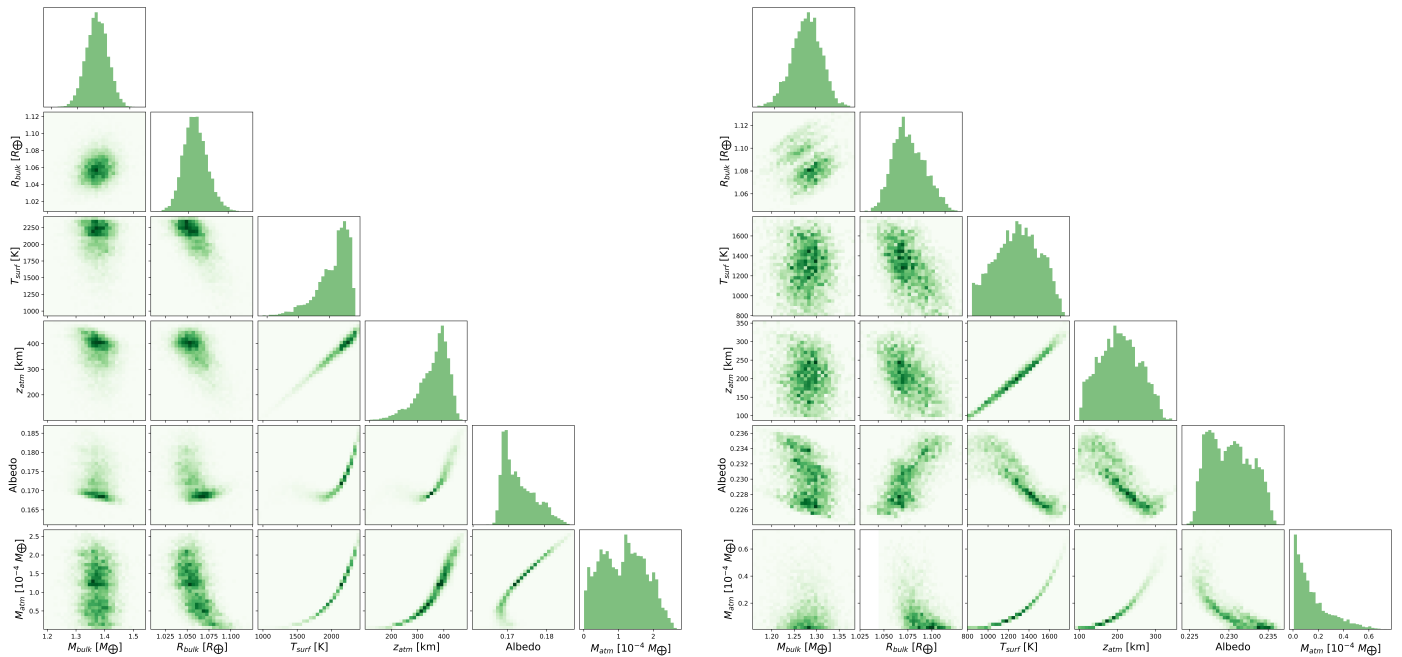 1.12
1.10
1.08
1.06
1.04
1.02
R_bulk [R⨁]
2250
2000
1750
1500
1250
1000
T_surf [K]
400
300
200
z_atm [km]
0.185
0.180
0.175
0.170
0.165
Albedo
2.5
2.0
1.5
1.0
0.5
M_atm [10^-4 M⨁]
1.2 1.3 1.4 1.5
M_bulk [M⨁]
1.025 1.050 1.075 1.100
R_bulk [R⨁]
1000 1500 2000
T_surf [K]
200 300 400
z_atm [km]
0.17 0.18
Albedo
0 1 2
M_atm [10^-4 M⨁]
1.12
1.10
1.08
1.06
R_bulk [R⨁]
1600
1400
1200
1000
800
T_surf [K]
350
300
250
200
150
100
z_atm [km]
0.236
0.234
0.232
0.230
0.228
0.226
Albedo
0.6
0.4
0.2
M_atm [10^-4 M⨁]
1.20 1.25 1.30 1.35
M_bulk [M⨁]
1.025 1.050 1.075 1.100
R_bulk [R⨁]
800 1000 1200 1400 1600
T_surf [K]
100 200 300
z_atm [km]
0.225 0.230 0.235
Albedo
0.0 0.2 0.4 0.6
M_atm [10^-4 M⨁]